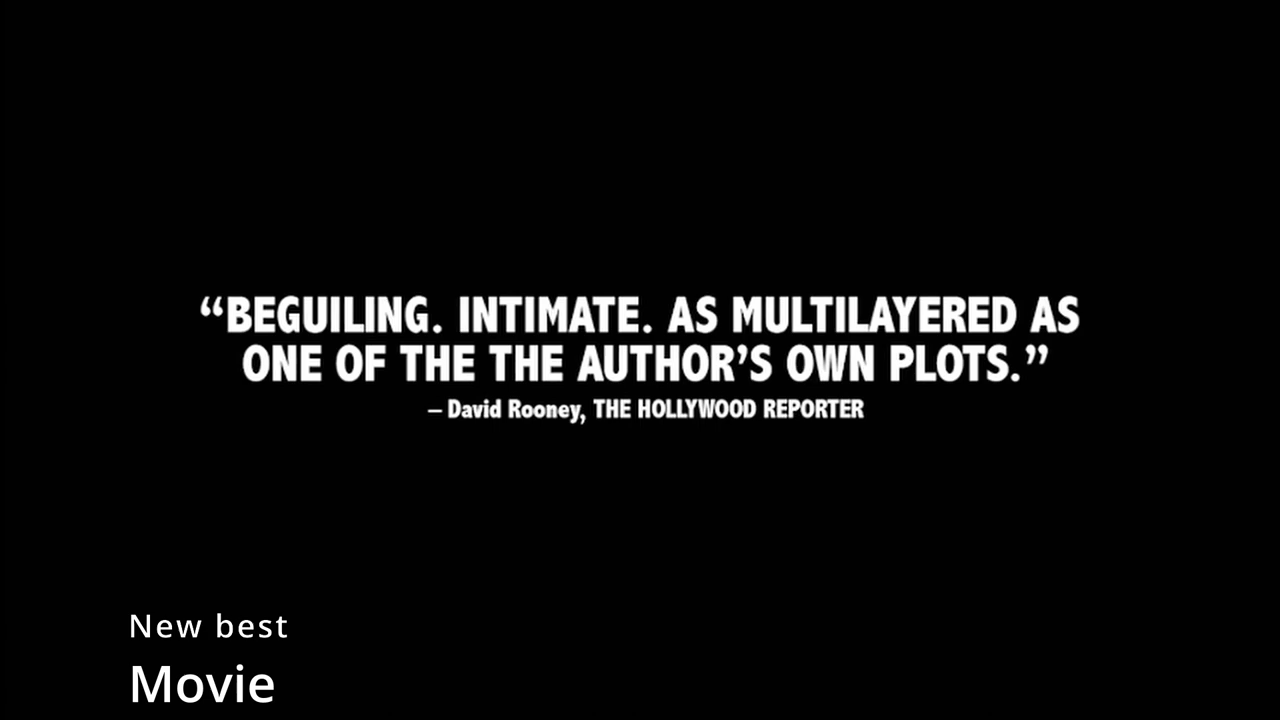 “BEGUILING. INTIMATE. AS MULTILAYERED AS
ONE OF THE THE AUTHOR’S OWN PLOTS.”
– David Rooney, THE HOLLYWOOD REPORTER
New best
Movie